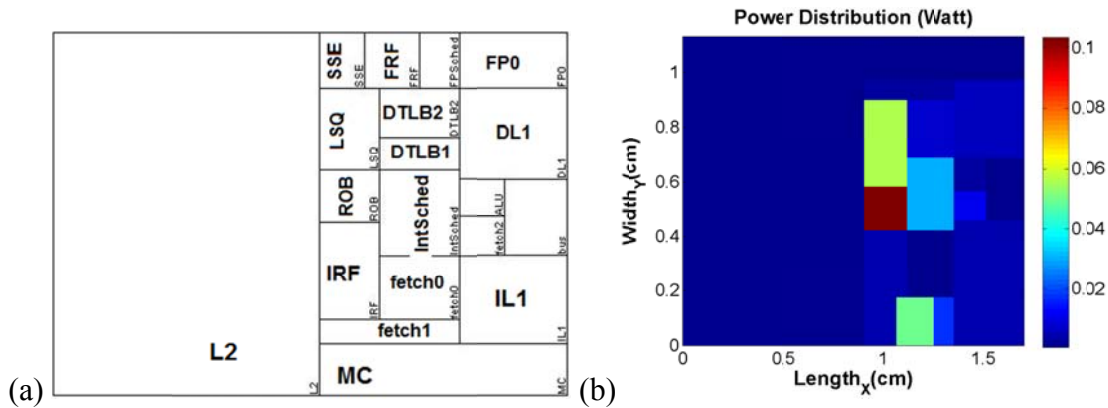 SSE
SSE
FRF
FRF
FPSched
FP0
FP0
LSQ
LSQ
DTLB2
DTLB2
DTLB1
DL1
DL1
ROB
ROB
IntSched
IntSched
ALU
fetch2
bus
IRF
IRF
fetch0
fetch0
IL1
IL1
fetch1
L2
L2
MC
MC
(a)
Power Distribution (Watt)
Width_Y(cm)
1
0.8
0.6
0.4
0.2
0
0
0.5
1
1.5
Length_X(cm)
0.1
0.08
0.06
0.04
0.02
(b)